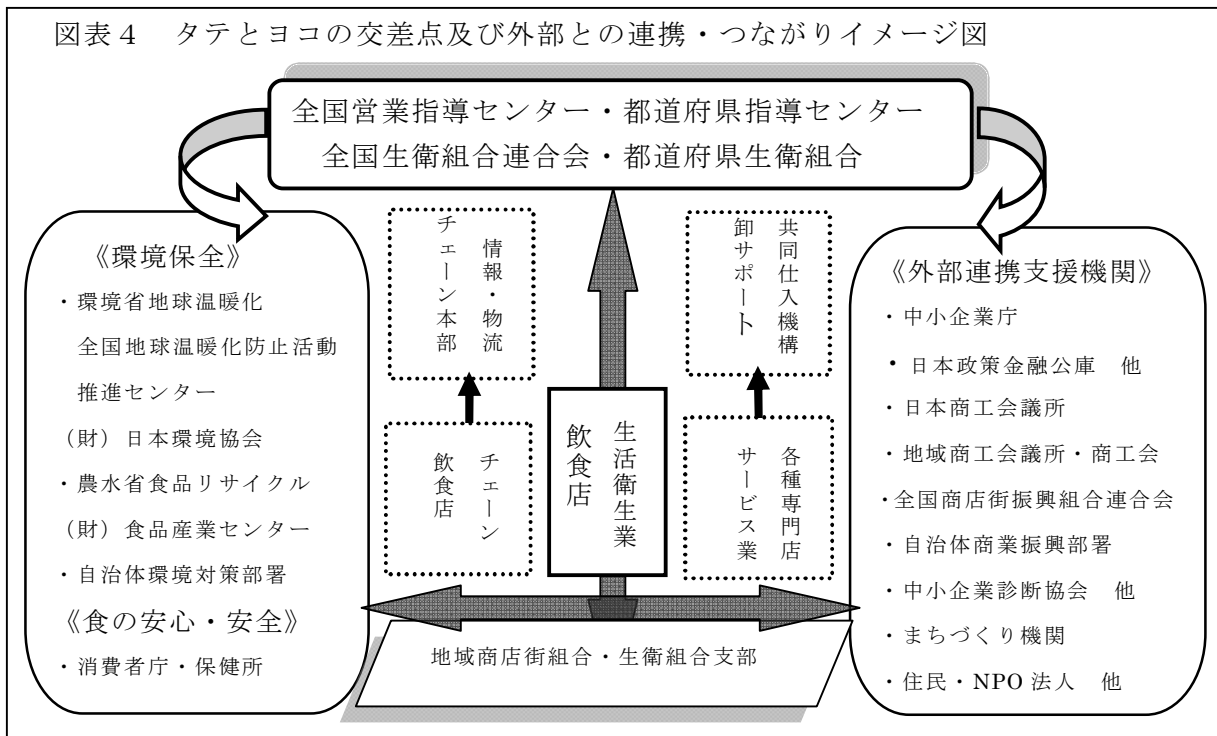 図表4 タテとヨコの交差点及び外部との連携・つながりイメージ図
全国営業指導センター・都道府県指導センター
全国生衛組合連合会・都道府県生衛組合
《環境保全》
・環境省地球温暖化
全国地球温暖化防止活動
推進センター
(財)日本環境協会
・農水省食品リサイクル
(財)食品産業センター
・自治体環境対策部署
《食の安心・安全》
・消費者庁・保健所
情報・物流
チェーン本部
チェーン
飲食店
生活衛生業
飲食店
共同仕入機構
卸サポート
各種専門店
サービス業
《外部連携支援機関》
・中小企業庁
・日本政策金融公庫 他
・日本商工会議所
・地域商工会議所・商工会
・全国商店街振興組合連合会
・自治体商業振興部署
・中小企業診断協会 他
・まちづくり機関
・住民・NPO法人 他
地域商店街組合・生衛組合支部